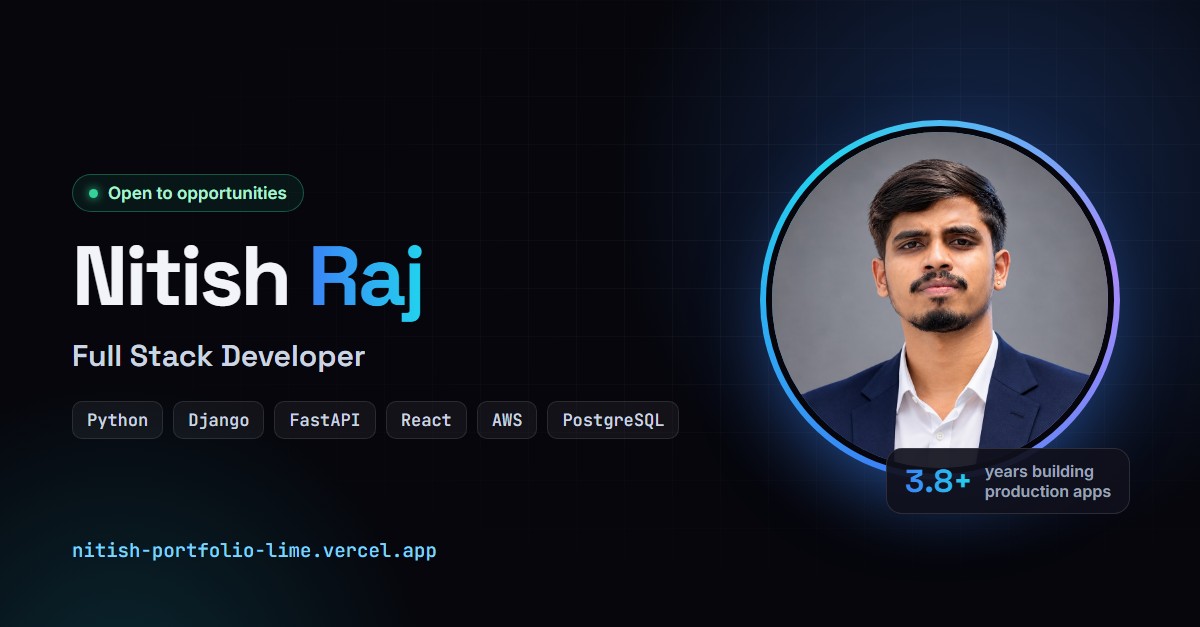 Open to opportunities
Nitish Raj
Full Stack Developer
Python Django FastAPI React AWS PostgreSQL
3.8+ years building
production apps
nitish-portfolio-lime.vercel.app